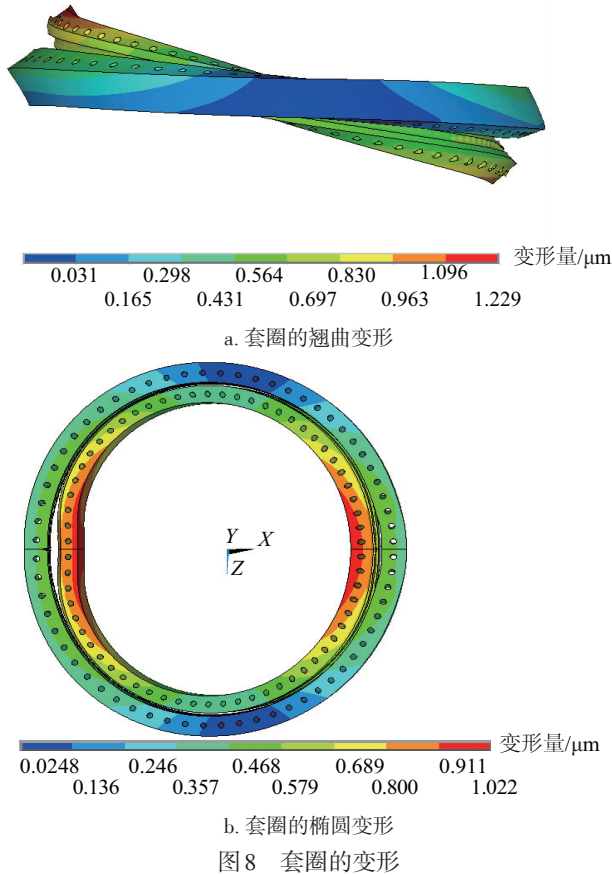 变形量/μm
0.031 0.298 0.564 0.830 1.096
0.165 0.431 0.697 0.963 1.229
a. 套圈的翘曲变形
Y X
Z
变形量/μm
0.0248 0.246 0.468 0.689 0.911
0.136 0.357 0.579 0.800 1.022
b. 套圈的椭圆变形
图8 套圈的变形